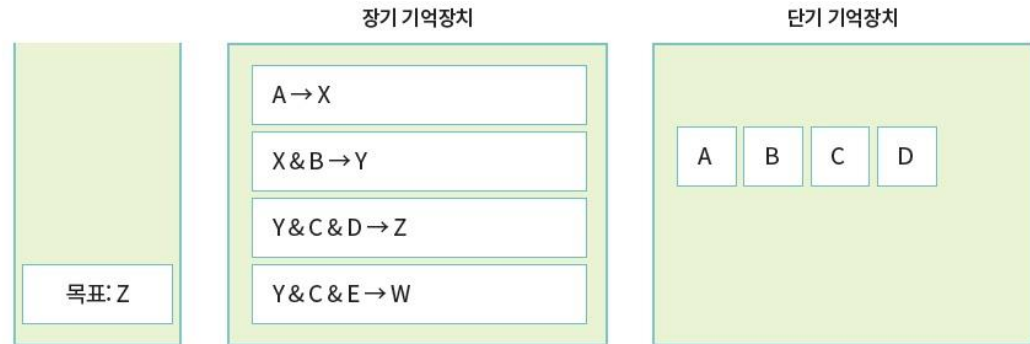 장기 기억장치
단기 기억장치
A → X
X & B → Y
Y & C & D → Z
Y & C & E → W
A B C D
목표: Z